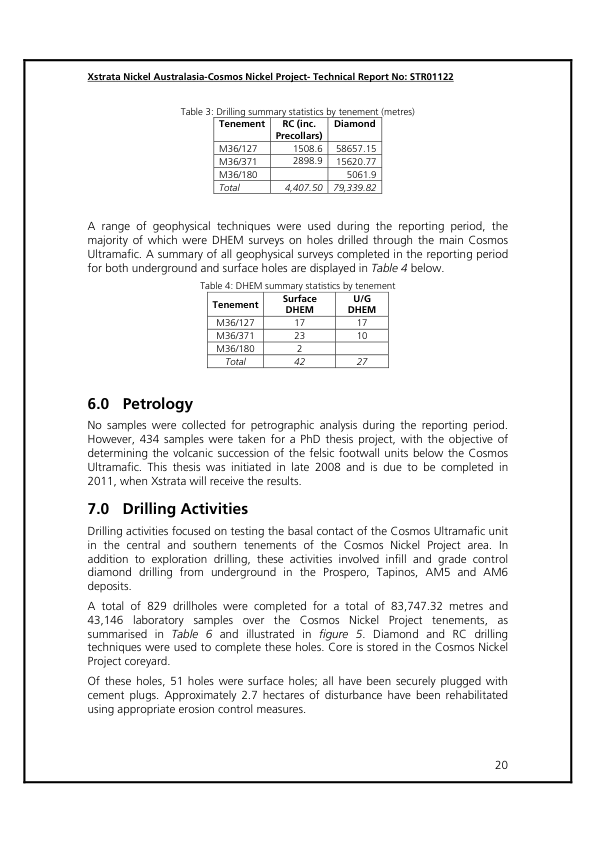 Xstrata Nickel Australasia-Cosmos Nickel Project- Technical Report No: STR01122
Table 3: Drilling summary statistics by tenement (metres)
Tenement RC (inc. Precollars) Diamond
M36/127 1508.6 58657.15
M36/371 2898.9 15620.77
M36/180 5061.9
Total 4,407.50 79,339.82
A range of geophysical techniques were used during the reporting period, the
majority of which were DHEM surveys on holes drilled through the main Cosmos
Ultramafic. A summary of all geophysical surveys completed in the reporting period
for both underground and surface holes are displayed in Table 4 below.
Table 4: DHEM summary statistics by tenement
Tenement Surface DHEM U/G DHEM
M36/127 17 17
M36/371 23 10
M36/180 2
Total 42 27
6.0 Petrology
No samples were collected for petrographic analysis during the reporting period.
However, 434 samples were taken for a PhD thesis project, with the objective of
determining the volcanic succession of the felsic footwall units below the Cosmos
Ultramafic. This thesis was initiated in late 2008 and is due to be completed in
2011, when Xstrata will receive the results.
7.0 Drilling Activities
Drilling activities focused on testing the basal contact of the Cosmos Ultramafic unit
in the central and southern tenements of the Cosmos Nickel Project area. In
addition to exploration drilling, these activities involved infill and grade control
diamond drilling from underground in the Prospero, Tapinos, AM5 and AM6
deposits.
A total of 829 drillholes were completed for a total of 83,747.32 metres and
43,146 laboratory samples over the Cosmos Nickel Project tenements, as
summarised in Table 6 and illustrated in figure 5. Diamond and RC drilling
techniques were used to complete these holes. Core is stored in the Cosmos Nickel
Project coreyard.
Of these holes, 51 holes were surface holes; all have been securely plugged with
cement plugs. Approximately 2.7 hectares of disturbance have been rehabilitated
using appropriate erosion control measures.
20